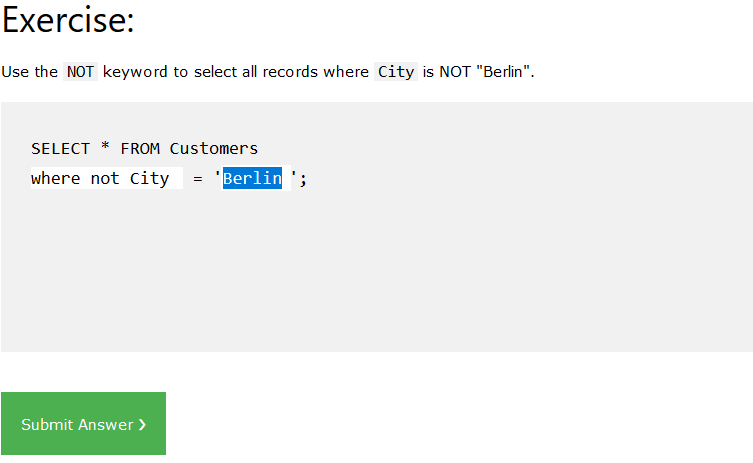 Exercise:
Use the NOT keyword to select all records where City is NOT "Berlin".
SELECT * FROM Customers
where not City = 'Berlin ';
Submit Answer ❯